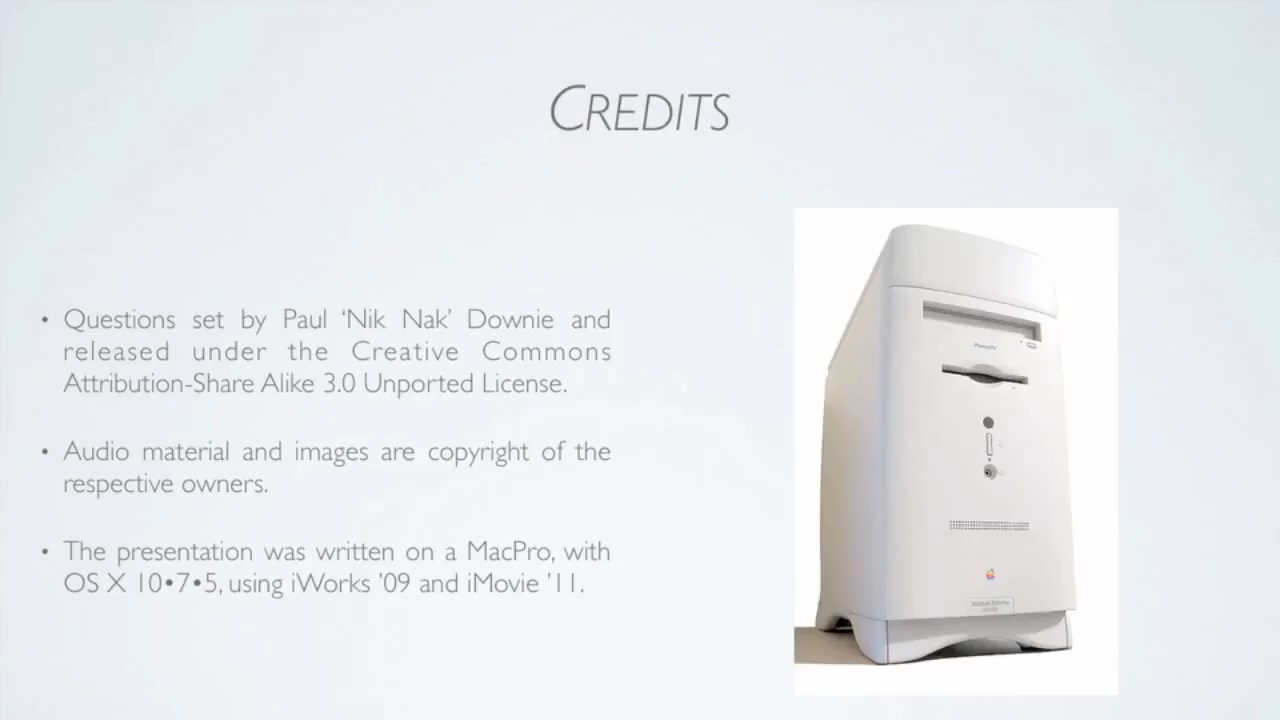 CREDITS
• Questions set by Paul ‘Nik Nak’ Downie and
released under the Creative Commons
Attribution-Share Alike 3.0 Unported License.
• Audio material and images are copyright of the
respective owners.
• The presentation was written on a MacPro, with
OS X 10•7•5, using iWorks ’09 and iMovie ’11.
PowerPC